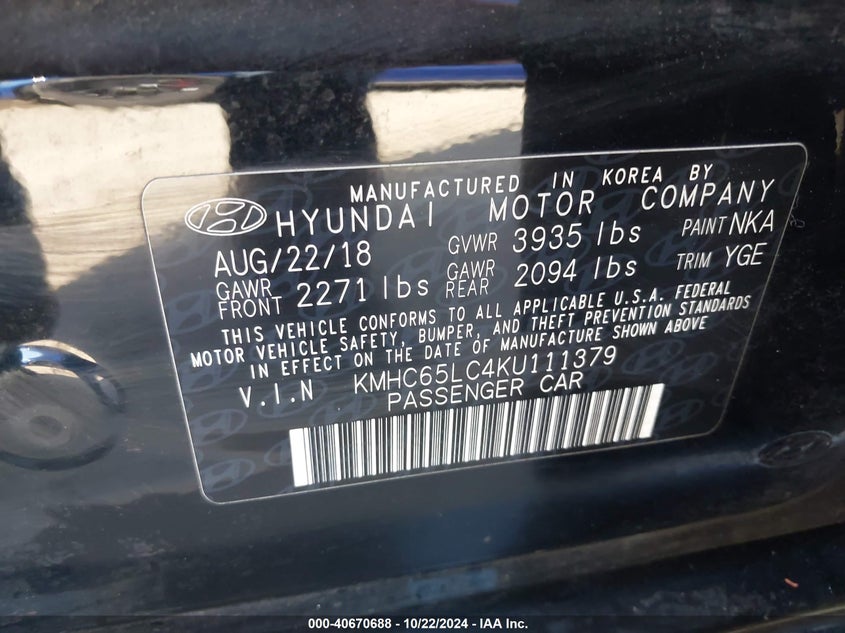 MANUFACTURED IN KOREA BY
HYUNDAI MOTOR COMPANY
AUG/22/18 GVWR 3935 lbs PAINT NKA
GAWR FRONT 2271 lbs GAWR REAR 2094 lbs TRIM YGE
THIS VEHICLE CONFORMS TO ALL APPLICABLE U.S.A. FEDERAL
MOTOR VEHICLE SAFETY, BUMPER, AND THEFT PREVENTION STANDARDS
IN EFFECT ON THE DATE OF MANUFACTURE SHOWN ABOVE
V.I.N KMHC65LC4KU111379
PASSENGER CAR
000-40670688 - 10/22/2024 - IAA Inc.